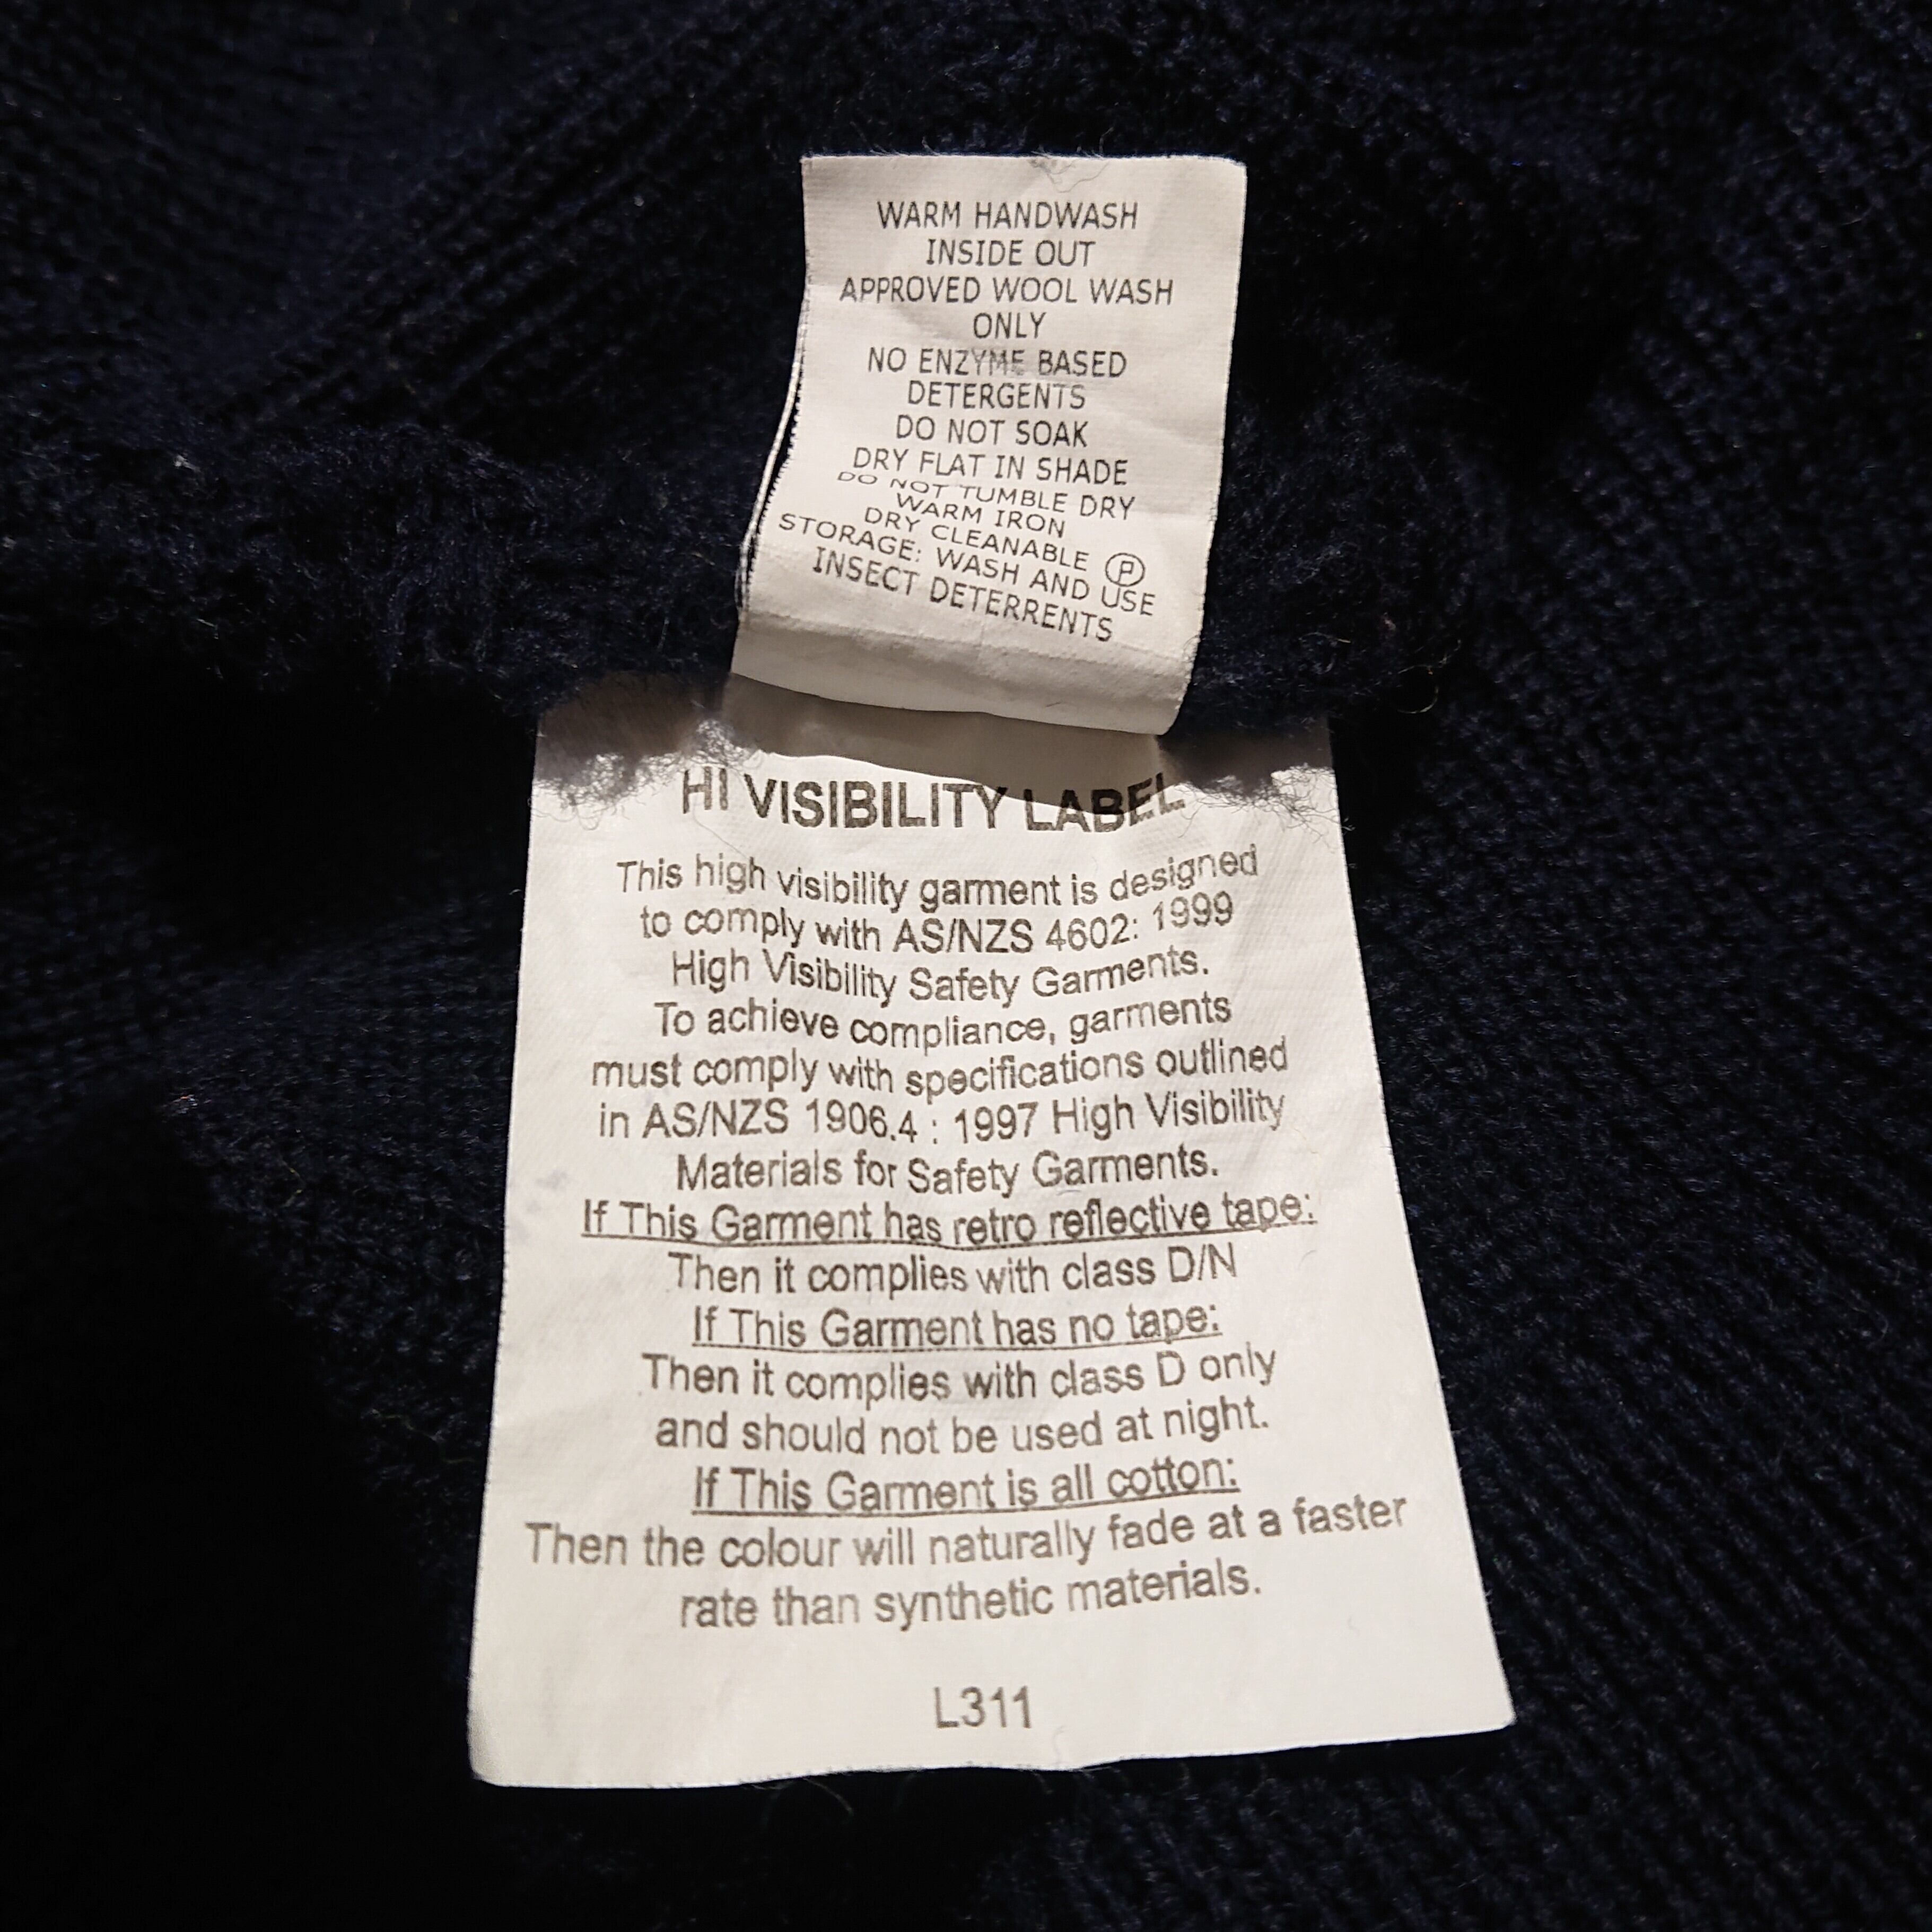 WARM HANDWASH
INSIDE OUT
APPROVED WOOL WASH
ONLY
NO ENZYME BASED
DETERGENTS
DO NOT SOAK
DRY FLAT IN SHADE
DO NOT TUMBLE DRY
WARM IRON
DRY CLEANABLE Ⓟ
STORAGE: WASH AND USE
INSECT DETERRENTS
HI VISIBILITY LABEL
This high visibility garment is designed
to comply with AS/NZS 4602: 1999
High Visibility Safety Garments.
To achieve compliance, garments
must comply with specifications outlined
in AS/NZS 1906.4 : 1997 High Visibility
Materials for Safety Garments.
If This Garment has retro reflective tape:
Then it complies with class D/N
If This Garment has no tape:
Then it complies with class D only
and should not be used at night.
If This Garment is all cotton:
Then the colour will naturally fade at a faster
rate than synthetic materials.
L311